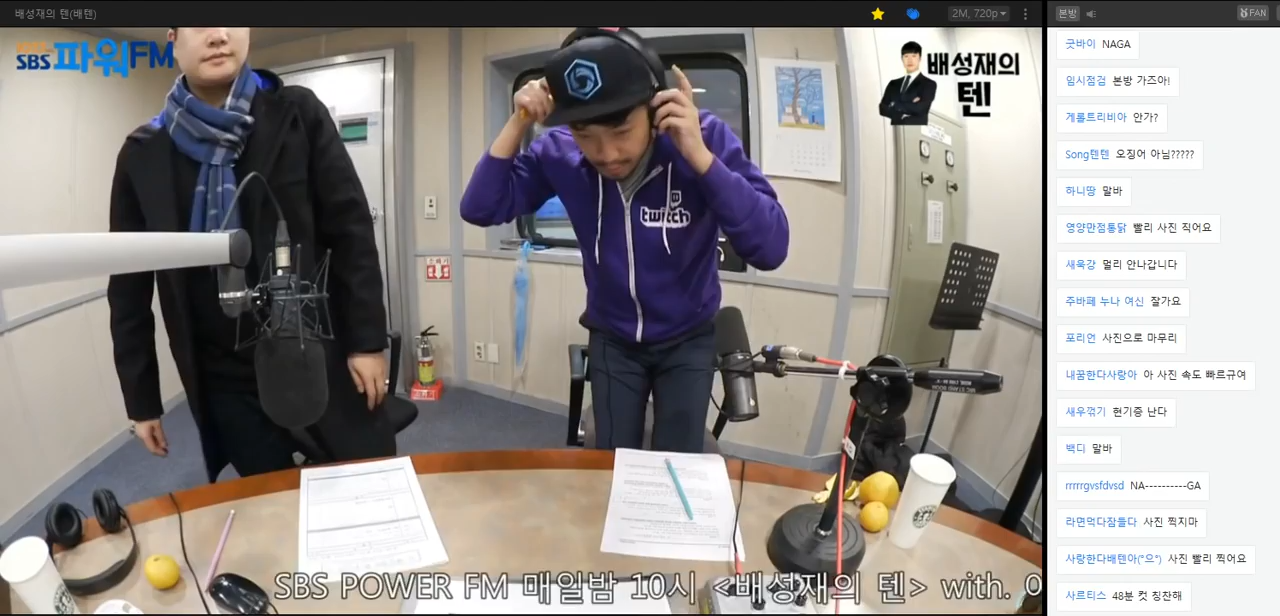 배성재의 텐(배텐)
2M, 720p
본방
FAN
SBS 파워FM
배성재의
텐
twitch
소화기
SBS POWER FM 매일밤 10시 <배성재의 텐> with.
굿바이 NAGA
임시점검 본방 가즈아!
게롤트리비아 안가?
Song텐텐 오징어 아님?????
하니땅 말바
영양만점통닭 빨리 사진 직어요
새욱강 멀리 안나갑니다
주바페 누나 여신 잘가요
포리언 사진으로 마무리
내꿈한다사랑아 아 사진 속도 빠르규여
새우꺾기 현기증 난다
백디 말바
rrrrrrgvsfdvsd NA----------GA
라면먹다잠들다 사진 찍지마
사랑한다배텐아(°으°) 사진 빨리 찍어요
사르티스 48분 컷 칭찬해